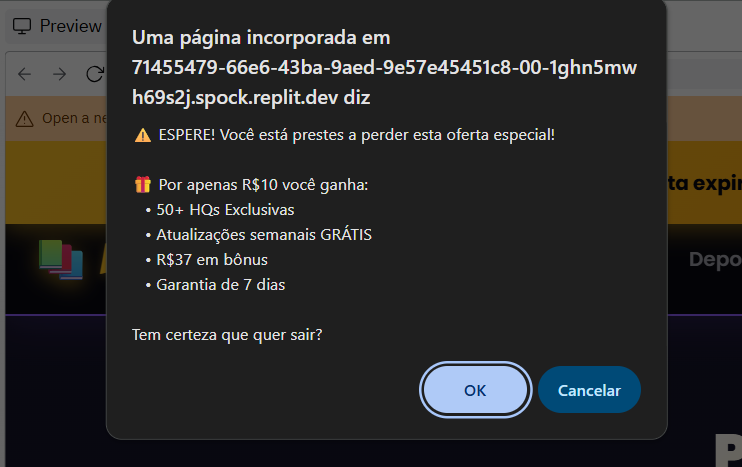 Preview
Uma página incorporada em
71455479-66e6-43ba-9aed-9e57e45451c8-00-1ghn5mw
h69s2j.spock.replit.dev diz
Open a ne
⚠️ ESPERE! Você está prestes a perder esta oferta especial!
🎁 Por apenas R$10 você ganha:
• 50+ HQs Exclusivas
• Atualizações semanais GRÁTIS
• R$37 em bônus
• Garantia de 7 dias
Tem certeza que quer sair?
OK
Cancelar
ta expir
Depo
P